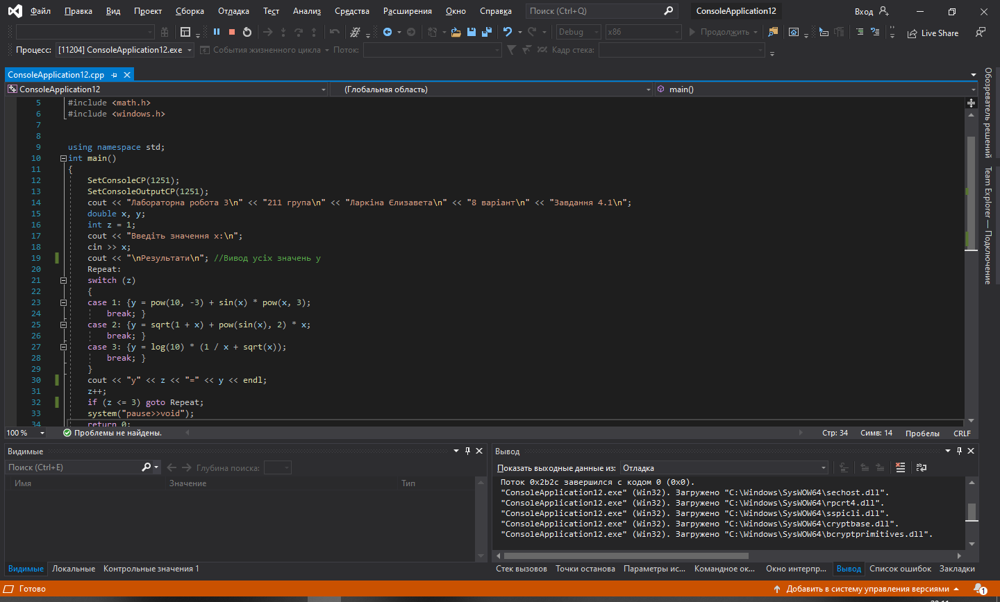 Файл Правка Вид Проект Сборка Отладка Тест Анализ Средства Расширения Окно Справка Поиск (Ctrl+Q) ConsoleApplication12 Вход
Debug x86 Продолжить Live Share
Процесс: [11204] ConsoleApplication12.exe События жизненного цикла Поток: Кадр стека:
ConsoleApplication12.cpp
ConsoleApplication12 (Глобальная область) main()
5 #include <math.h>
6 #include <windows.h>
7
8
9 using namespace std;
10 int main()
11 {
12 SetConsoleCP(1251);
13 SetConsoleOutputCP(1251);
14 cout << "Лабораторна робота 3\n" << "211 група\n" << "Ларкіна Єлизавета\n" << "8 варіант\n" << "Завдання 4.1\n";
15 double x, y;
16 int z = 1;
17 cout << "Введіть значення x:\n";
18 cin >> x;
19 cout << "\nРезультати\n"; //Вивод усіх значень y
20 Repeat:
21 switch (z)
22 {
23 case 1: {y = pow(10, -3) + sin(x) * pow(x, 3);
24 break; }
25 case 2: {y = sqrt(1 + x) + pow(sin(x), 2) * x;
26 break; }
27 case 3: {y = log(10) * (1 / x + sqrt(x));
28 break; }
29 }
30 cout << "y" << z << "=" << y << endl;
31 z++;
32 if (z <= 3) goto Repeat;
33 system("pause>>void");
34 return 0;
100 % Проблемы не найдены. Стр: 34 Симв: 14 Пробелы CRLF
Обозреватель решений
Team Explorer — Подключение
Видимые
Поиск (Ctrl+E) Глубина поиска:
Имя Значение Тип
Видимые Локальные Контрольные значения 1
Вывод
Показать выходные данные из: Отладка
Поток 0x2b2c завершился с кодом 0 (0x0).
"ConsoleApplication12.exe" (Win32). Загружено "C:\Windows\SysWOW64\sechost.dll".
"ConsoleApplication12.exe" (Win32). Загружено "C:\Windows\SysWOW64\rpcrt4.dll".
"ConsoleApplication12.exe" (Win32). Загружено "C:\Windows\SysWOW64\sspicli.dll".
"ConsoleApplication12.exe" (Win32). Загружено "C:\Windows\SysWOW64\cryptbase.dll".
"ConsoleApplication12.exe" (Win32). Загружено "C:\Windows\SysWOW64\bcryptprimitives.dll".
Стек вызовов Точки останова Параметры ис... Командное ок... Окно интерпр... Вывод Список ошибок Закладки
Готово Добавить в систему управления версиями 1